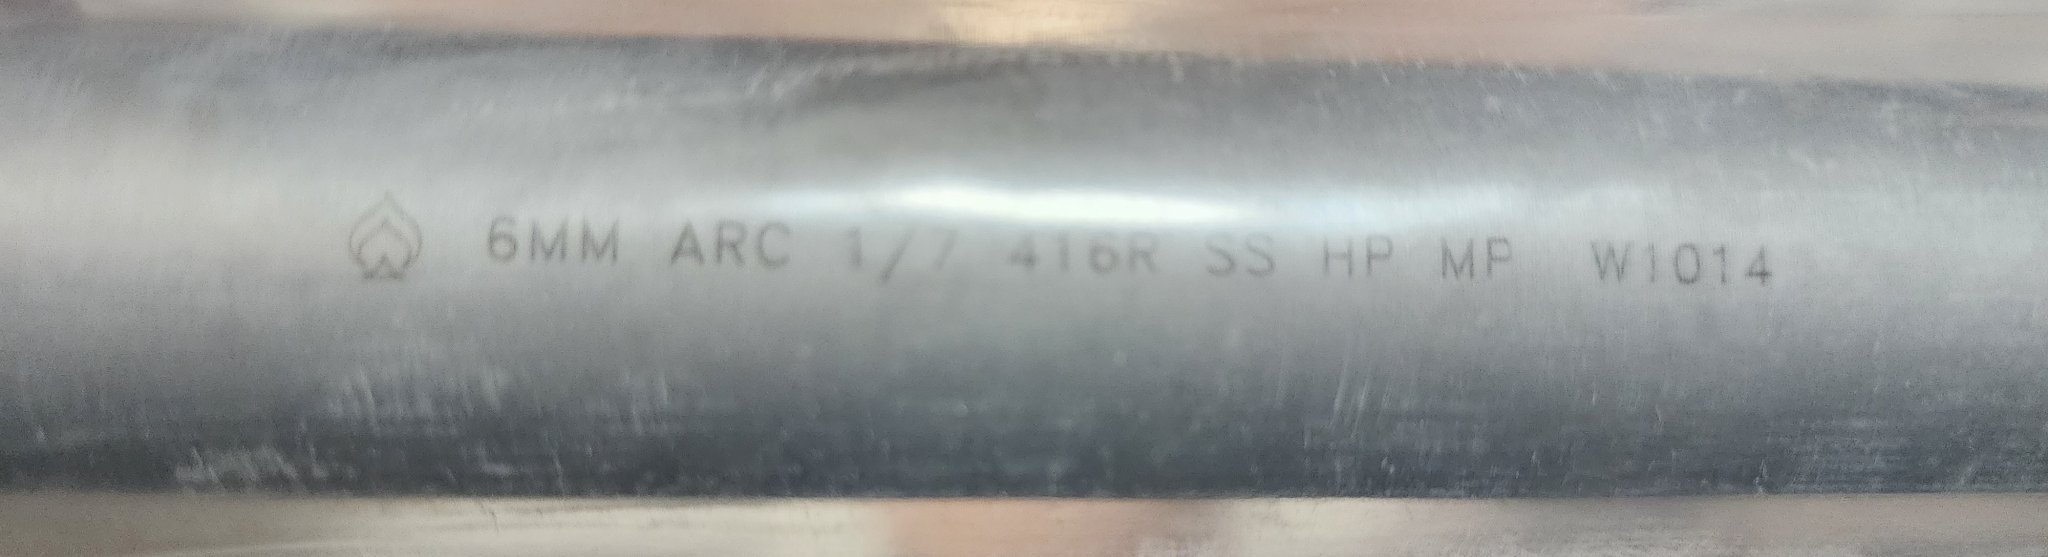 6MM ARC 1/7 416R SS HP MP W1014